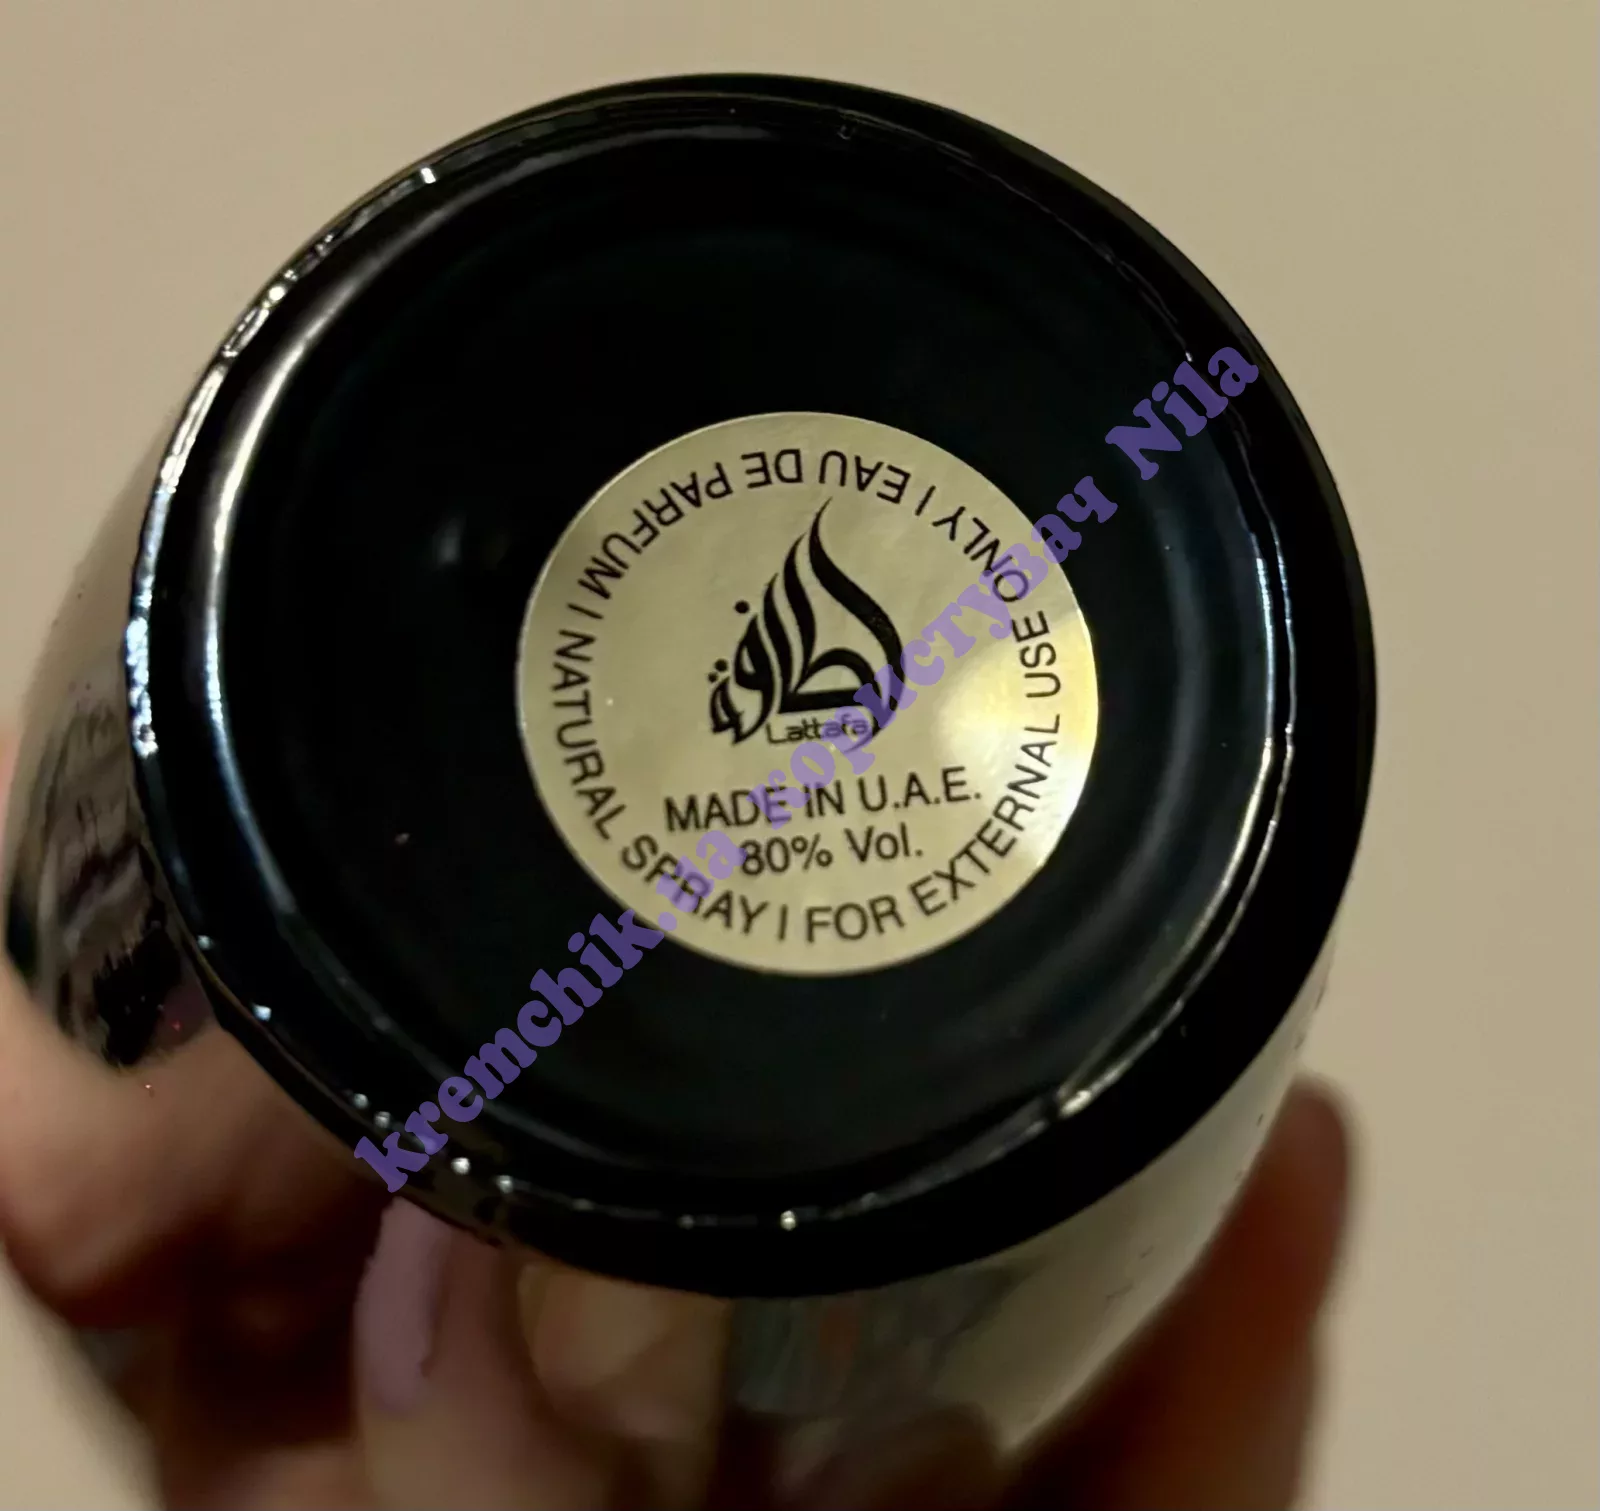 EAU DE PARFUM | NATURAL SPRAY | FOR EXTERNAL USE ONLY |
لطافة
Lattafa
MADE IN U.A.E.
80% Vol.
kremchik.ua користувач Nila